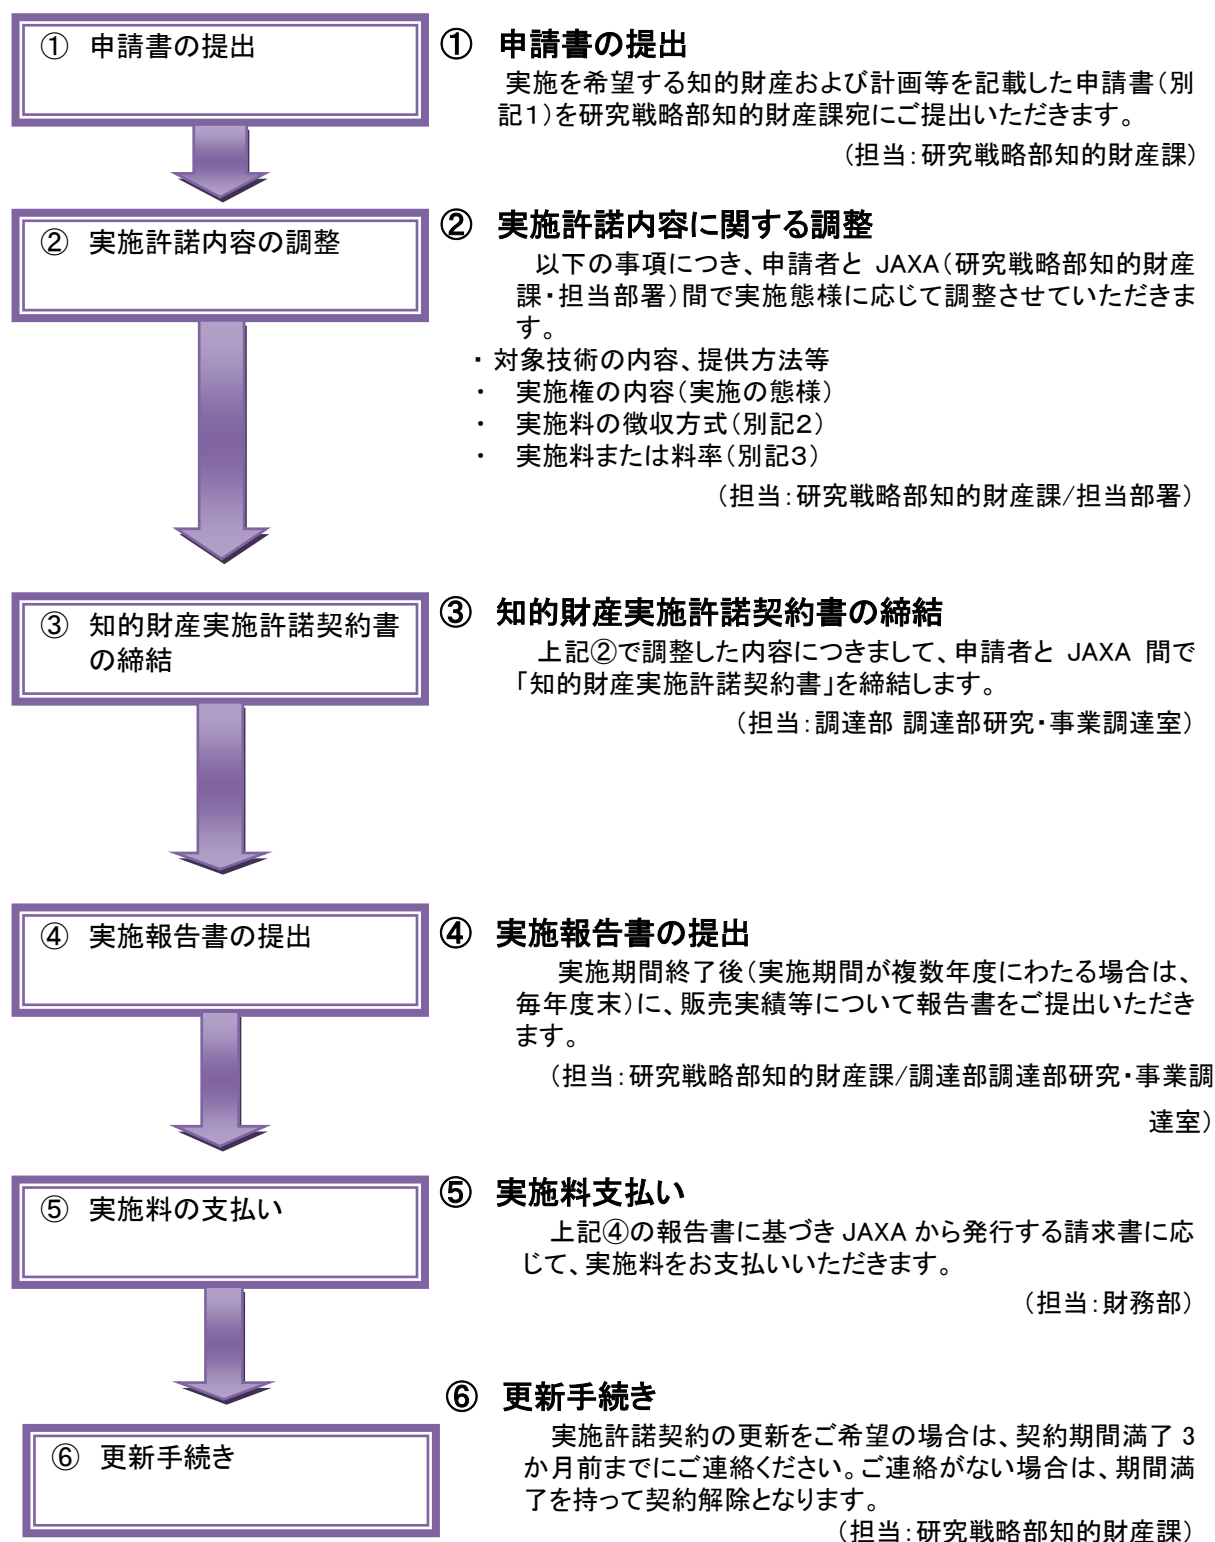 ① 申請書の提出
① 申請書の提出
実施を希望する知的財産および計画等を記載した申請書(別
記1)を研究戦略部知的財産課宛にご提出いただきます。
(担当:研究戦略部知的財産課)
② 実施許諾内容の調整
② 実施許諾内容に関する調整
以下の事項につき、申請者と JAXA(研究戦略部知的財産
課・担当部署)間で実施態様に応じて調整させていただきま
す。
・対象技術の内容、提供方法等
・ 実施権の内容(実施の態様)
・ 実施料の徴収方式(別記2)
・ 実施料または料率(別記3)
(担当:研究戦略部知的財産課/担当部署)
③ 知的財産実施許諾契約書
の締結
③ 知的財産実施許諾契約書の締結
上記②で調整した内容につきまして、申請者と JAXA 間で
「知的財産実施許諾契約書」を締結します。
(担当:調達部 調達部研究・事業調達室)
④ 実施報告書の提出
④ 実施報告書の提出
実施期間終了後(実施期間が複数年度にわたる場合は、
毎年度末)に、販売実績等について報告書をご提出いただき
ます。
(担当:研究戦略部知的財産課/調達部調達部研究・事業調
達室)
⑤ 実施料の支払い
⑤ 実施料支払い
上記④の報告書に基づき JAXA から発行する請求書に応
じて、実施料をお支払いいただきます。
(担当:財務部)
⑥ 更新手続き
⑥ 更新手続き
実施許諾契約の更新をご希望の場合は、契約期間満了 3
か月前までにご連絡ください。ご連絡がない場合は、期間満
了を持って契約解除となります。
(担当:研究戦略部知的財産課)